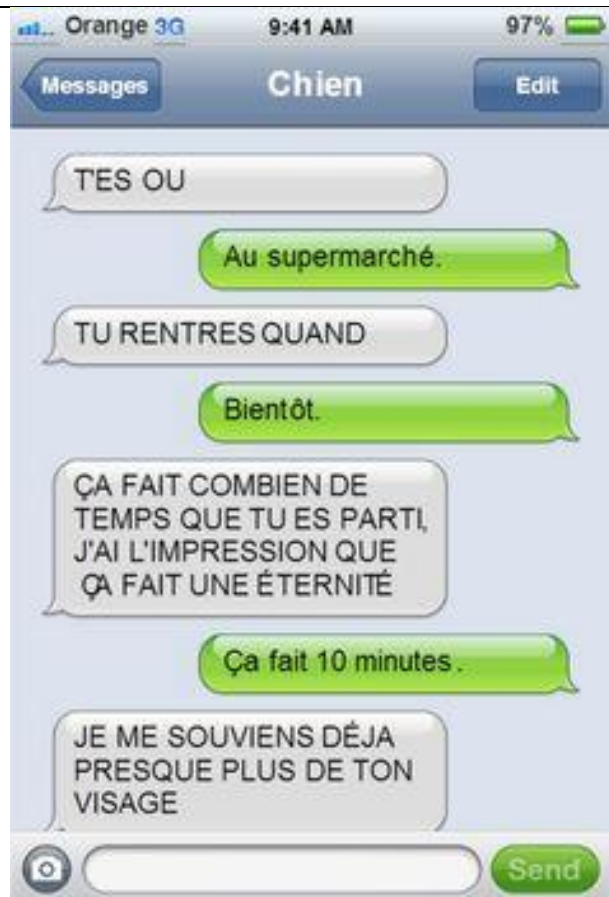 Orange 3G 9:41 AM 97%
Messages Chien Edit
T'ES OU
Au supermarché.
TU RENTRES QUAND
Bientôt.
ÇA FAIT COMBIEN DE
TEMPS QUE TU ES PARTI,
J'AI L'IMPRESSION QUE
ÇA FAIT UNE ÉTERNITÉ
Ça fait 10 minutes.
JE ME SOUVIENS DÉJA
PRESQUE PLUS DE TON
VISAGE
Send